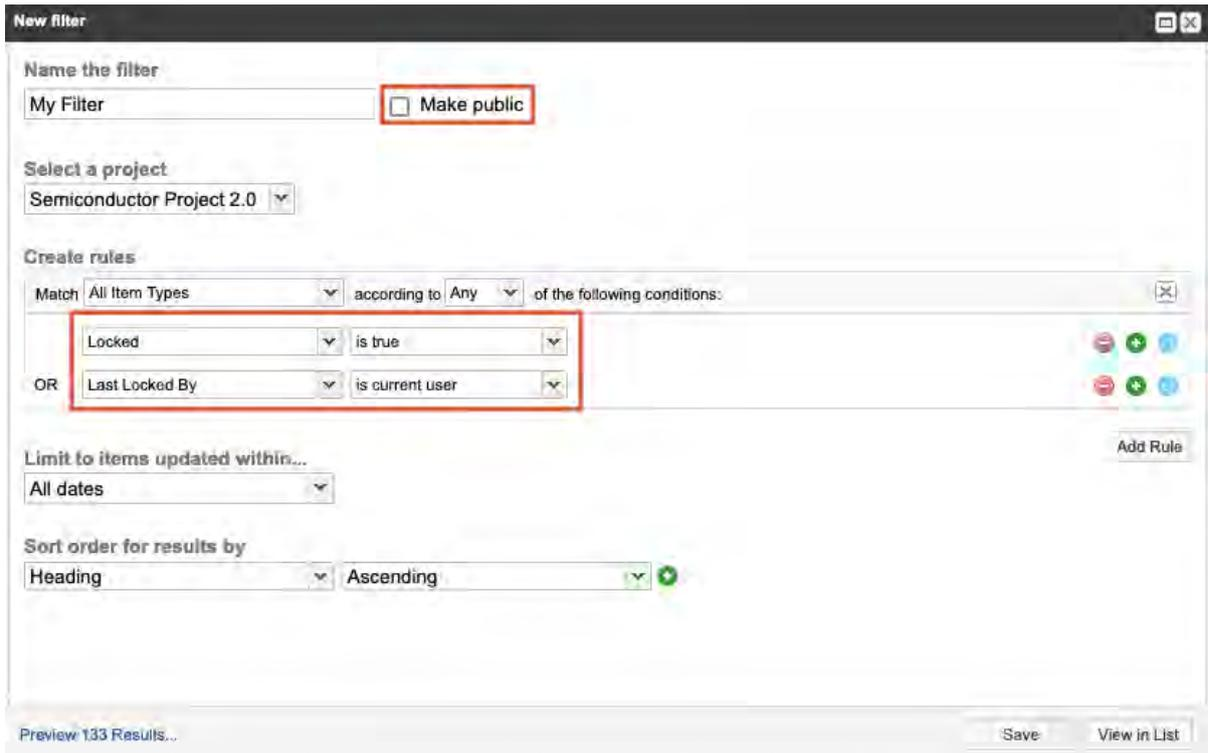 New filter
Name the filter
My Filter Make public
Select a project
Semiconductor Project 2.0
Create rules
Match All Item Types according to Any of the following conditions:
Locked is true
OR Last Locked By is current user
Add Rule
Limit to items updated within...
All dates
Sort order for results by
Heading Ascending
Preview 133 Results... Save View in List